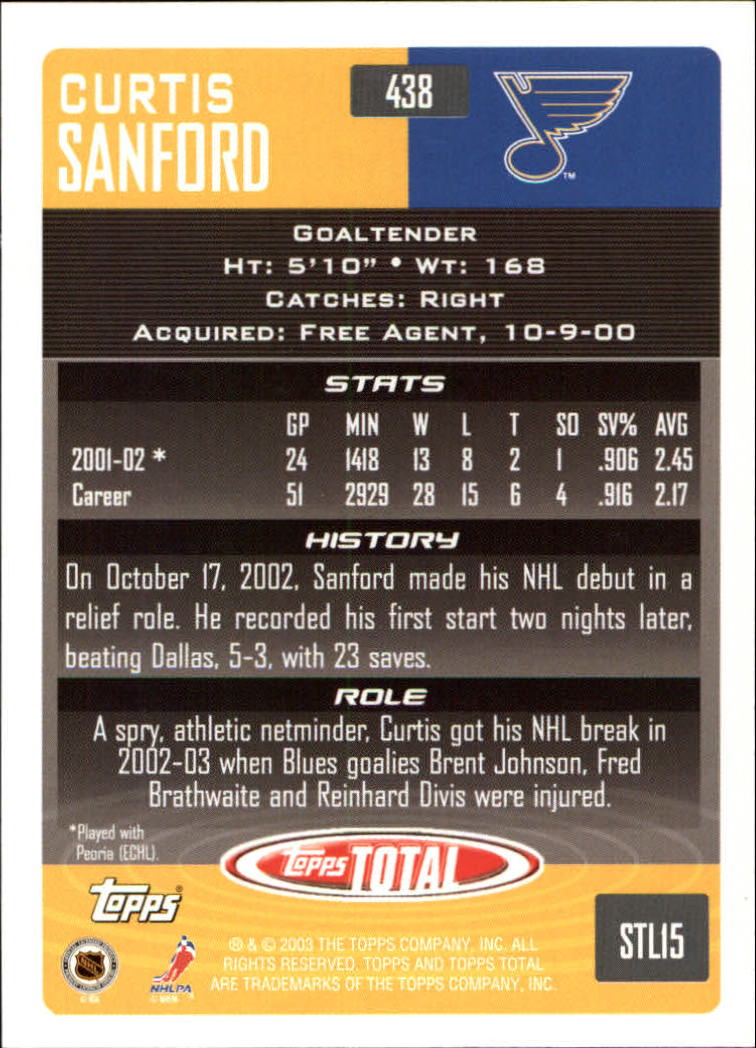 CURTIS
SANFORD
438
TM
GOALTENDER
HT: 5'10" • WT: 168
CATCHES: RIGHT
ACQUIRED: FREE AGENT, 10-9-00
STATS
GP MIN W L T SO SV% AVG
2001-02 * 24 1418 13 8 2 1 .906 2.45
Career 51 2929 28 15 6 4 .916 2.17
HISTORY
On October 17, 2002, Sanford made his NHL debut in a
relief role. He recorded his first start two nights later,
beating Dallas, 5-3, with 23 saves.
ROLE
A spry, athletic netminder, Curtis got his NHL break in
2002-03 when Blues goalies Brent Johnson, Fred
Brathwaite and Reinhard Divis were injured.
*Played with
Peoria (ECHL).
topps TOTAL
topps®
STL15
NHL
NHLPA
® & © 2003 THE TOPPS COMPANY, INC. ALL
RIGHTS RESERVED. TOPPS AND TOPPS TOTAL
ARE TRADEMARKS OF THE TOPPS COMPANY, INC.